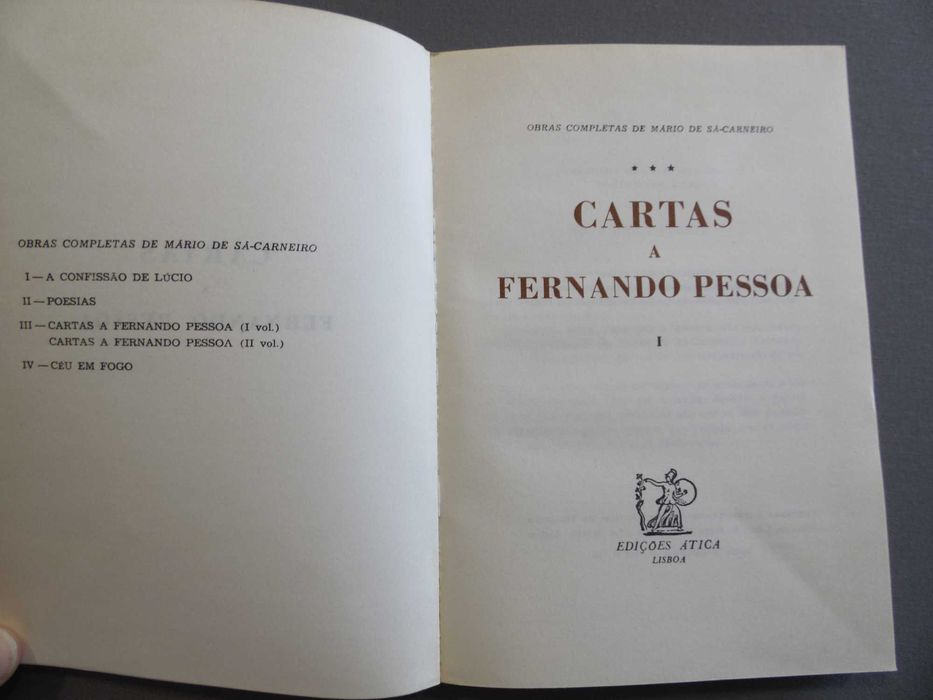 OBRAS COMPLETAS DE MÁRIO DE SÁ-CARNEIRO
I — A CONFISSÃO DE LÚCIO
II — POESIAS
III — CARTAS A FERNANDO PESSOA (I vol.)
CARTAS A FERNANDO PESSOA (II vol.)
IV — CÉU EM FOGO
OBRAS COMPLETAS DE MÁRIO DE SÁ-CARNEIRO
★ ★ ★
CARTAS
A
FERNANDO PESSOA
I
EDIÇÕES ÁTICA
LISBOA